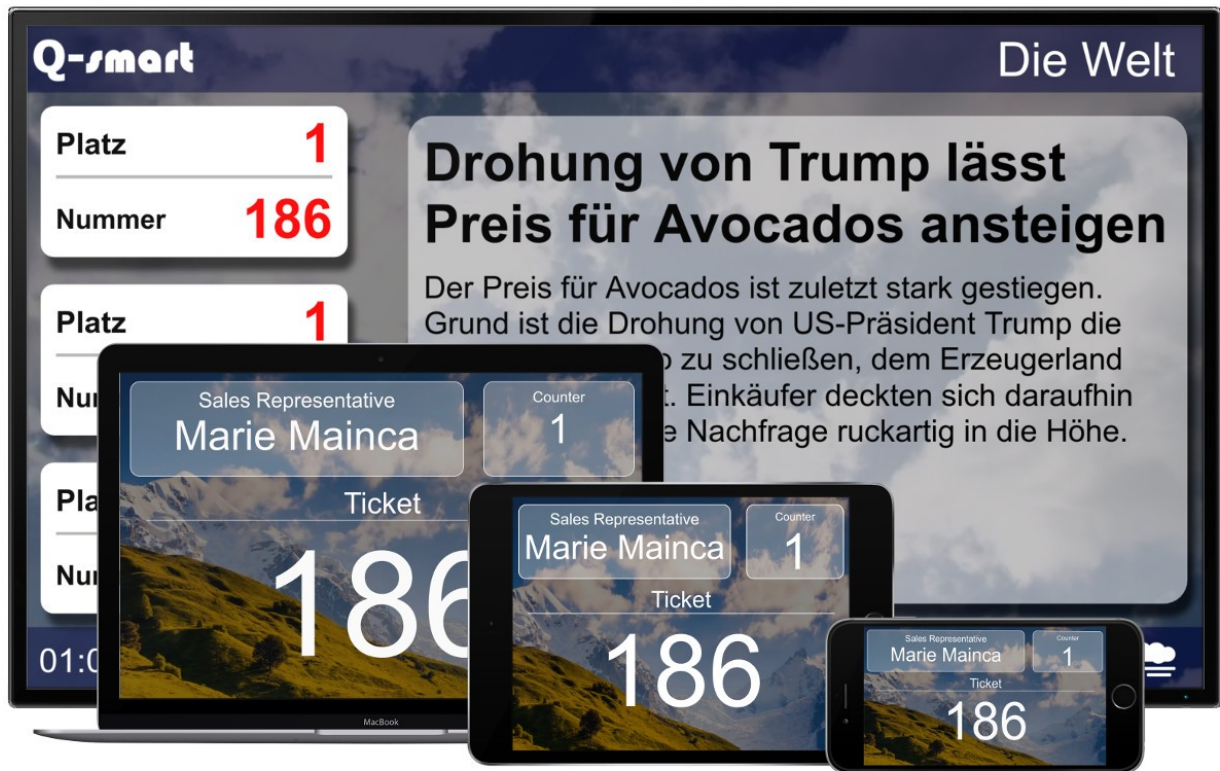 Q-smart
Die Welt
Platz 1
Nummer 186
Platz 1
Drohung von Trump lässt
Preis für Avocados ansteigen
Der Preis für Avocados ist zuletzt stark gestiegen.
Grund ist die Drohung von US-Präsident Trump die
zu schließen, dem Erzeugerland
Einkäufer deckten sich daraufhin
Nachfrage ruckartig in die Höhe.
Sales Representative
Marie Mainca
Counter
1
Ticket
186
MacBook
Sales Representative
Marie Mainca
Counter
1
Ticket
186
Sales Representative
Marie Mainca
Counter
1
Ticket
186